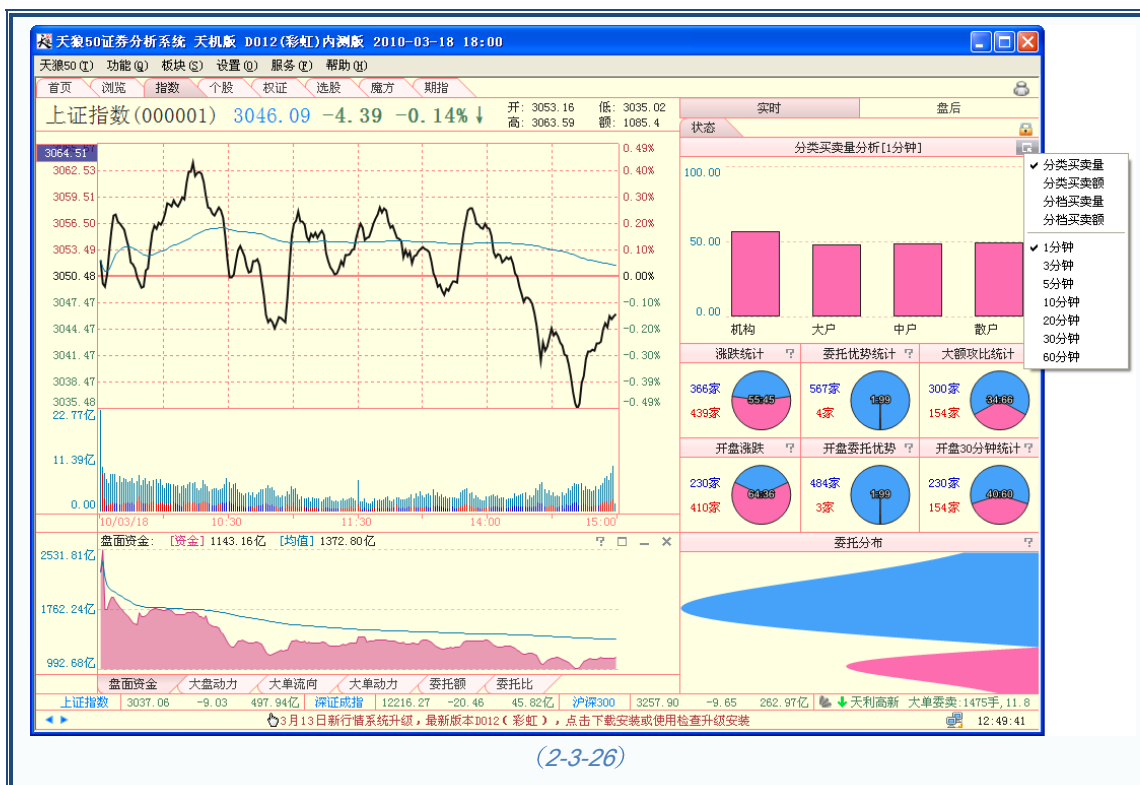 天狼50证券分析系统 天机版 D012(彩虹)内测版 2010-03-18 18:00
天狼50(T) 功能(Q) 板块(S) 设置(O) 服务(F) 帮助(H)
首页 浏览 指数 个股 权证 选股 魔方 期指
上证指数(000001) 3046.09 -4.39 -0.14%↓
开: 3053.16 低: 3035.02
高: 3063.59 额: 1085.4
实时 盘后
状态
分类买卖量分析[1分钟]
3064.51
3062.53
3059.51
3056.50
3053.49
3050.48
3047.47
3044.47
3041.47
3038.47
3035.48
0.49%
0.40%
0.30%
0.20%
0.10%
0.00%
-0.10%
-0.20%
-0.30%
-0.39%
-0.49%
22.77亿
11.39亿
0.00
10/03/18 10:30 11:30 14:00 15:00
盘面资金: [资金] 1143.16亿 [均值] 1372.80亿 ?
2531.81亿
1762.24亿
992.68亿
盘面资金 大盘动力 大单流向 大单动力 委托额 委托比
100.00
50.00
0.00
机构 大户 中户 散户
✔ 分类买卖量
分类买卖额
分档买卖量
分档买卖额
✔ 1分钟
3分钟
5分钟
10分钟
20分钟
30分钟
60分钟
涨跌统计 ? 委托优势统计 ? 大额攻比统计
366家 55:45 567家 1:99 300家 34:66
439家 4家 154家
开盘涨跌 ? 开盘委托优势 ? 开盘30分钟统计 ?
230家 64:36 484家 1:99 230家 40:60
410家 3家 154家
委托分布 ?
上证指数 3037.06 -9.03 497.94亿 深证成指 12216.27 -20.46 45.82亿 沪深300 3257.90 -9.65 262.97亿 天利高新 大单委卖:1475手,11.8
3月13日新行情系统升级，最新版本D012(彩虹)，点击下载安装或使用检查升级安装 12:49:41
(2-3-26)